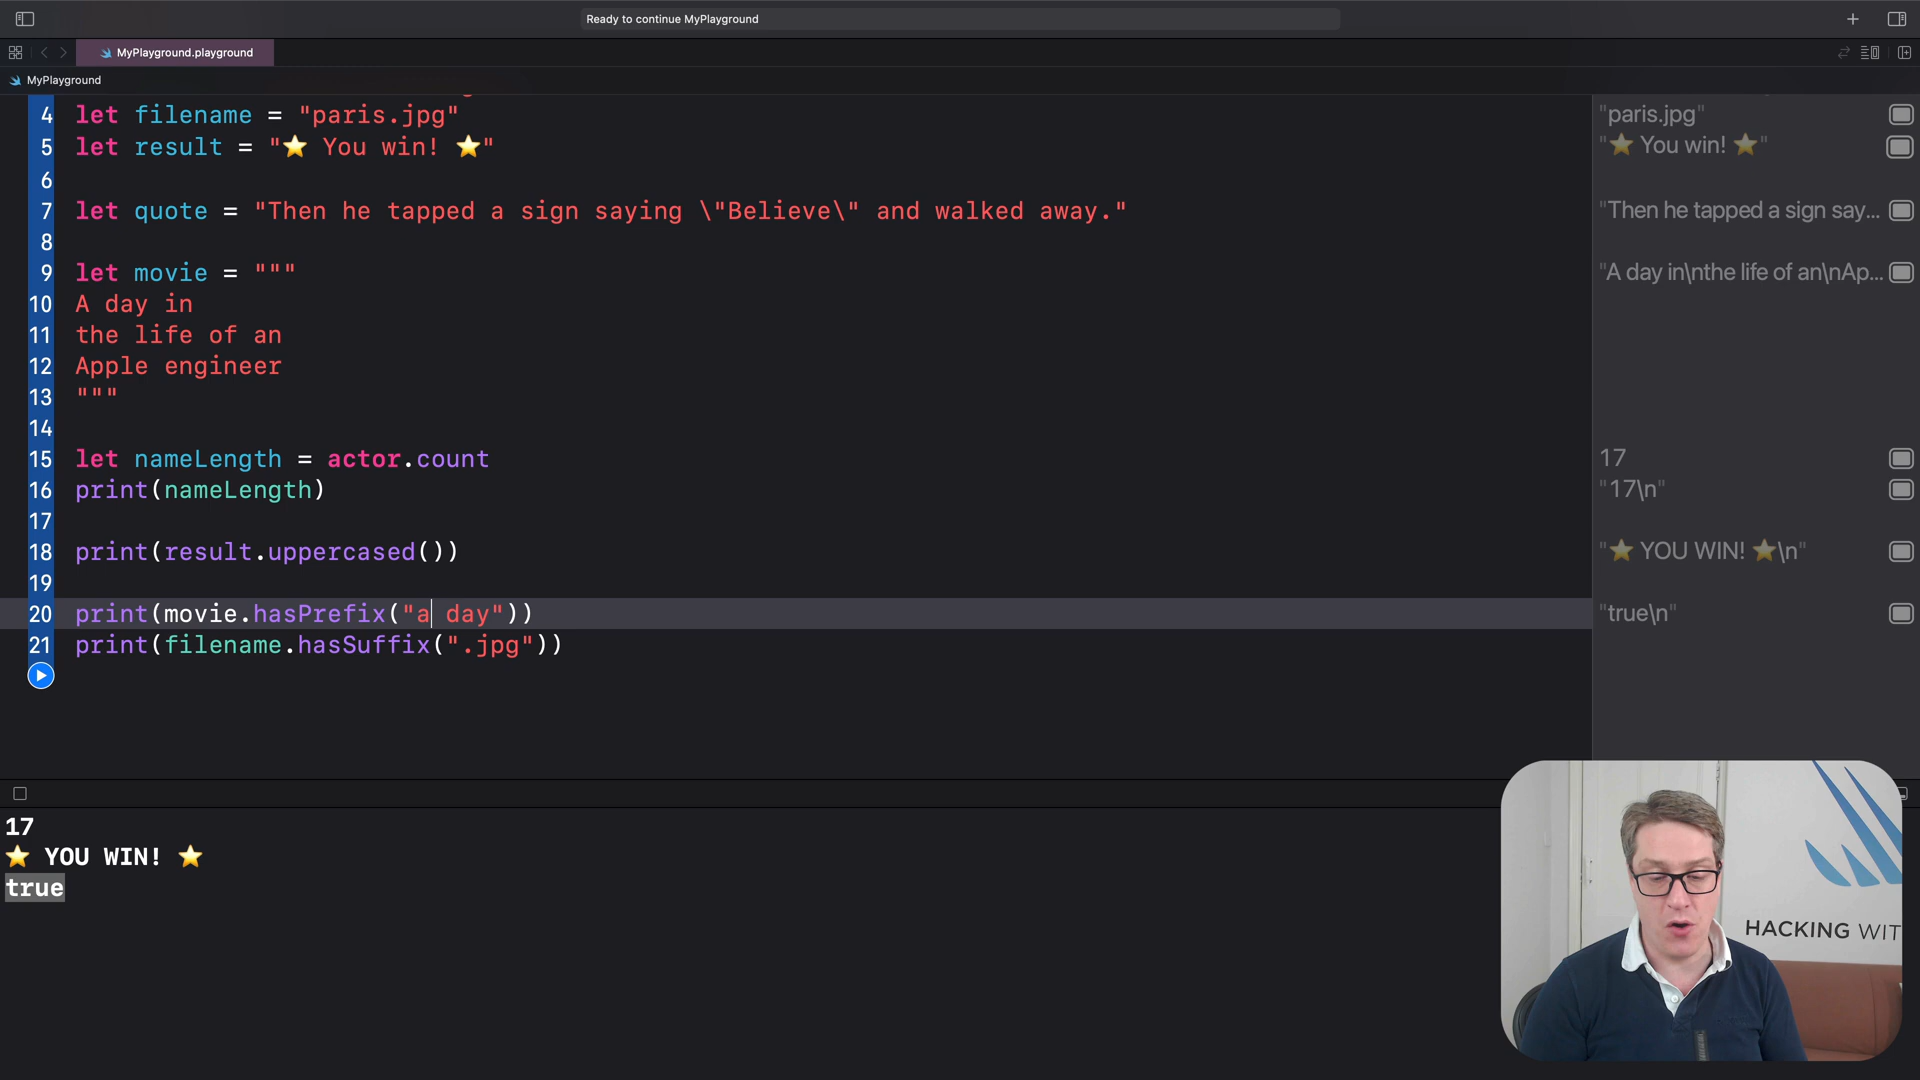 Ready to continue MyPlayground
MyPlayground.playground
MyPlayground
4 let filename = "paris.jpg"
5 let result = "⭐ You win! ⭐"
6
7 let quote = "Then he tapped a sign saying \"Believe\" and walked away."
8
9 let movie = """
10 A day in
11 the life of an
12 Apple engineer
13 """
14
15 let nameLength = actor.count
16 print(nameLength)
17
18 print(result.uppercased())
19
20 print(movie.hasPrefix("a day"))
21 print(filename.hasSuffix(".jpg"))
"paris.jpg"
"⭐ You win! ⭐"
"Then he tapped a sign say...
"A day in\nthe life of an\nAp...
17
"17\n"
"⭐ YOU WIN! ⭐\n"
"true\n"
17
⭐ YOU WIN! ⭐
true
HACKING WIT